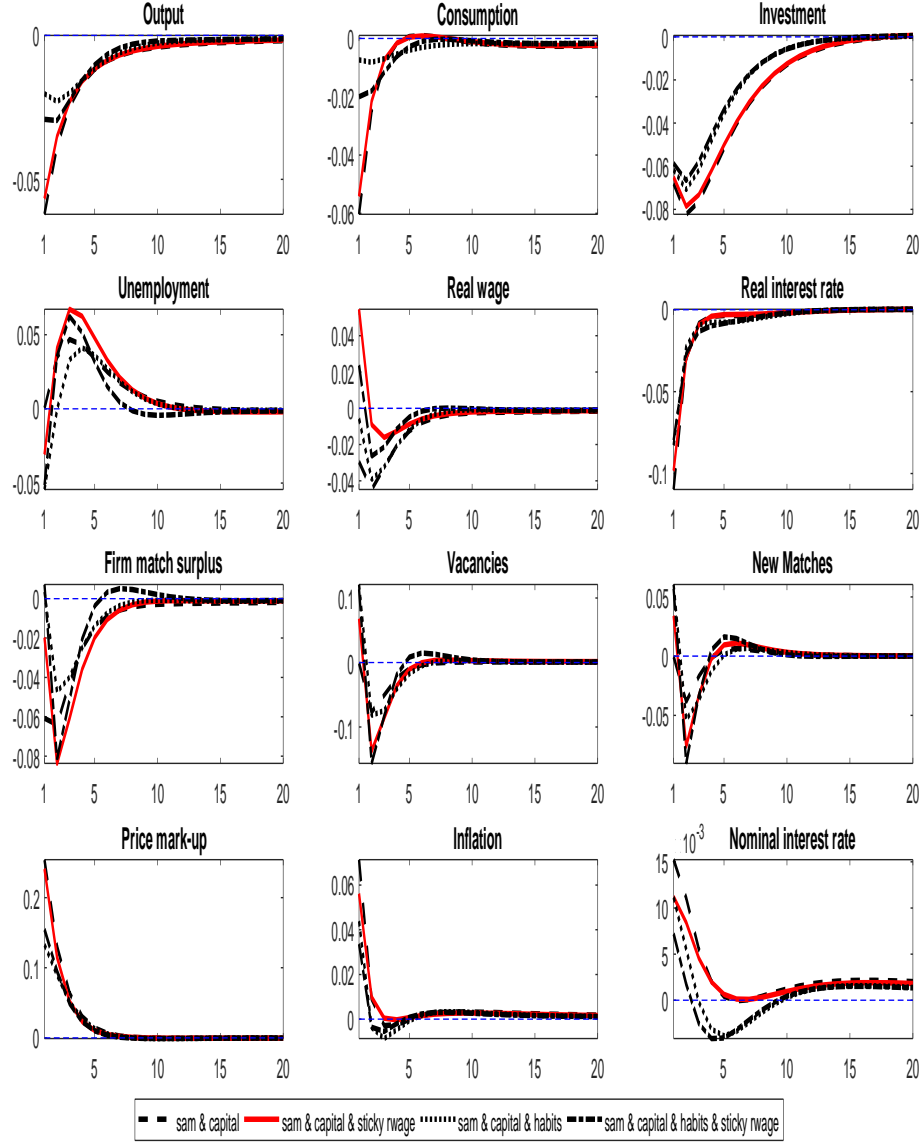 Output Consumption Investment
0 0 0
-0.05 -0.02 -0.04 -0.06 -0.02 -0.04 -0.06 -0.08
1 5 10 15 20 1 5 10 15 20 1 5 10 15 20
Unemployment Real wage Real interest rate
0.05 0 -0.05 0.04 0.02 0 -0.02 -0.04 0 -0.05 -0.1
1 5 10 15 20 1 5 10 15 20 1 5 10 15 20
Firm match surplus Vacancies New Matches
0 -0.02 -0.04 -0.06 -0.08 0.1 0 -0.1 0.05 0 -0.05
1 5 10 15 20 1 5 10 15 20 1 5 10 15 20
Price mark-up Inflation Nominal interest rate
10^-3
0.2 0.1 0 0.06 0.04 0.02 0 15 10 5 0
1 5 10 15 20 1 5 10 15 20 1 5 10 15 20
sam & capital sam & capital & sticky rwage sam & capital & habits sam & capital & habits & sticky rwage